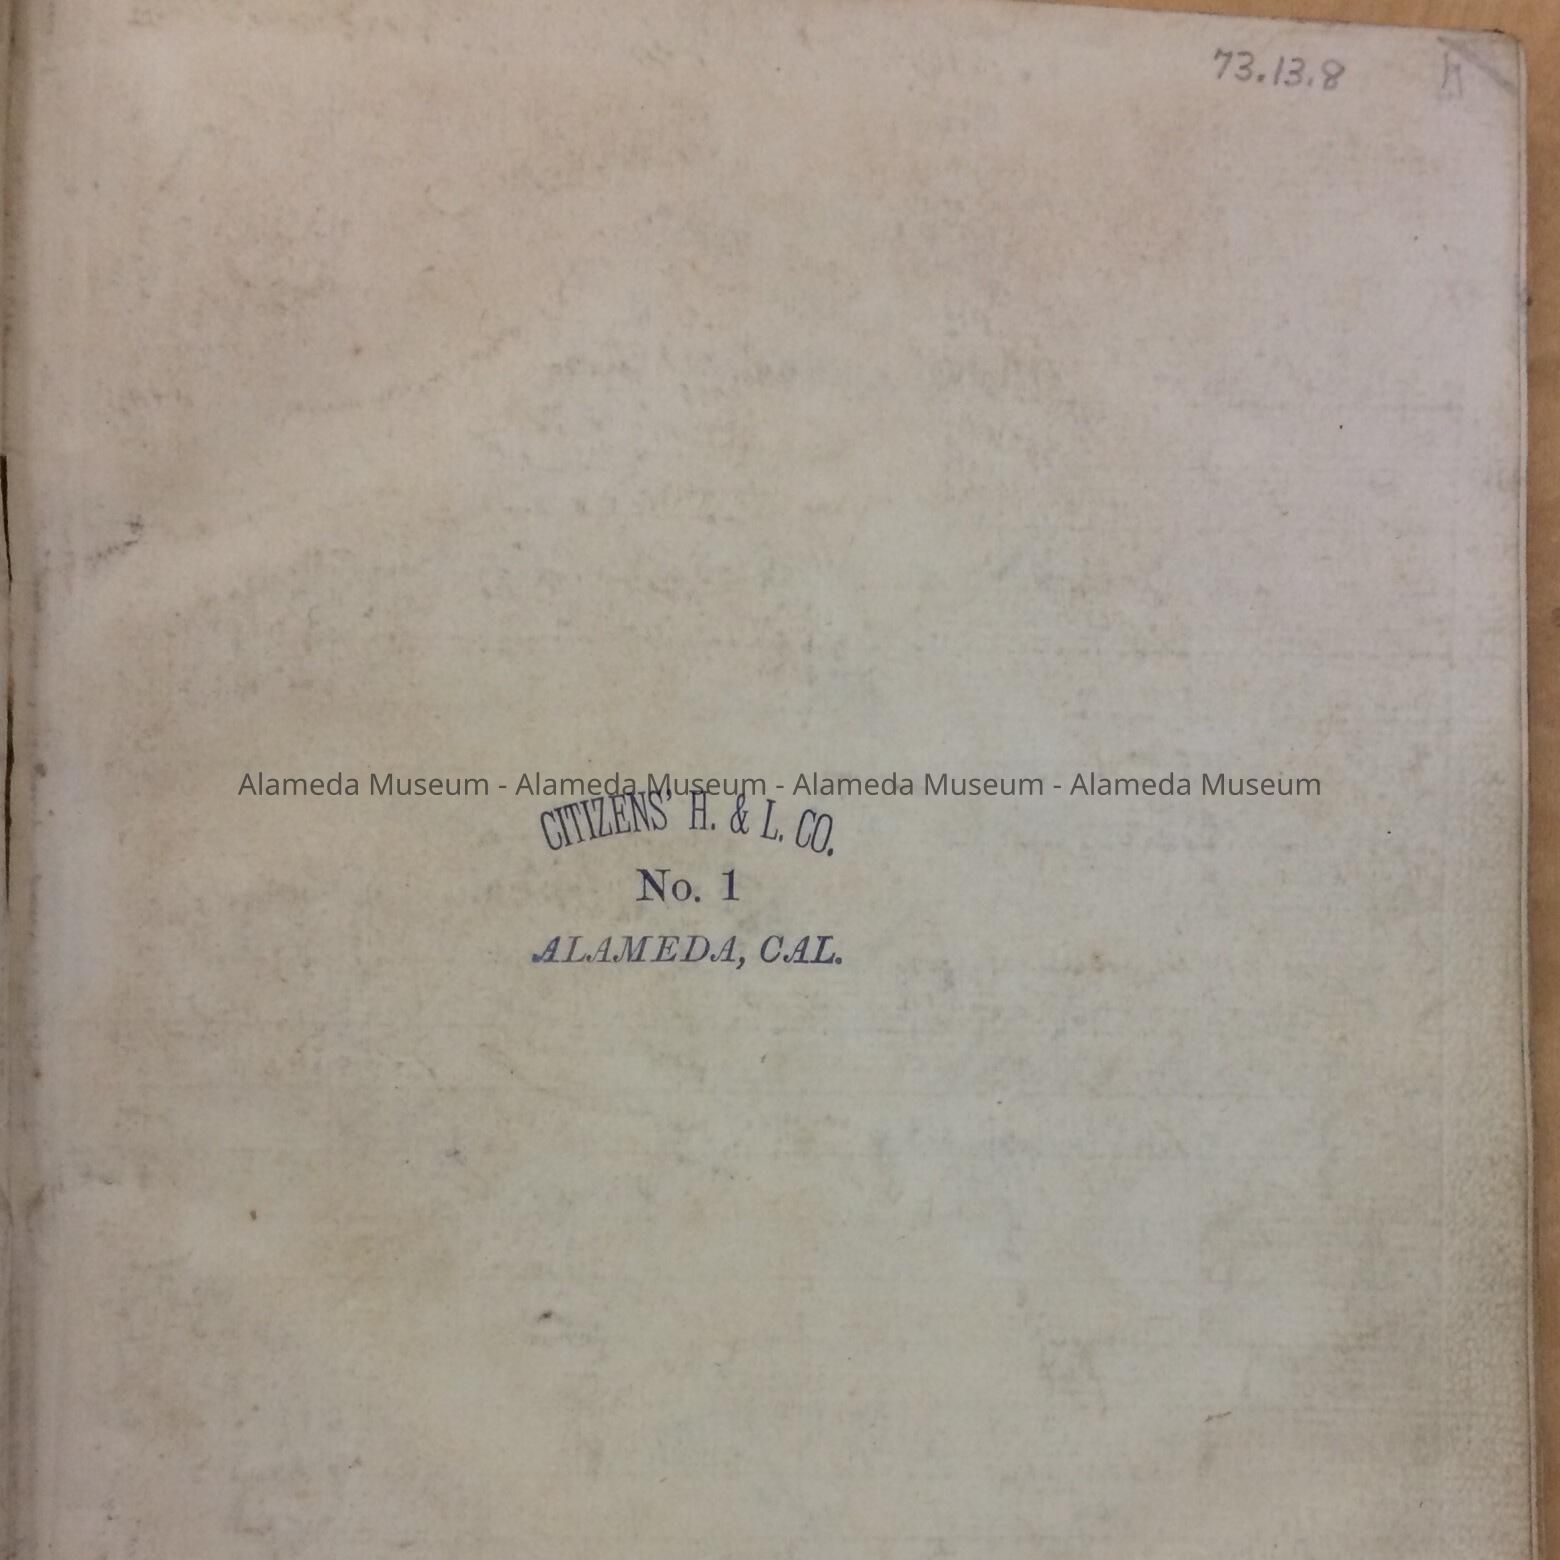 73.13.8
Alameda Museum - Alameda Museum - Alameda Museum - Alameda Museum
CITIZENS' H. & L. CO.
No. 1
ALAMEDA, CAL.